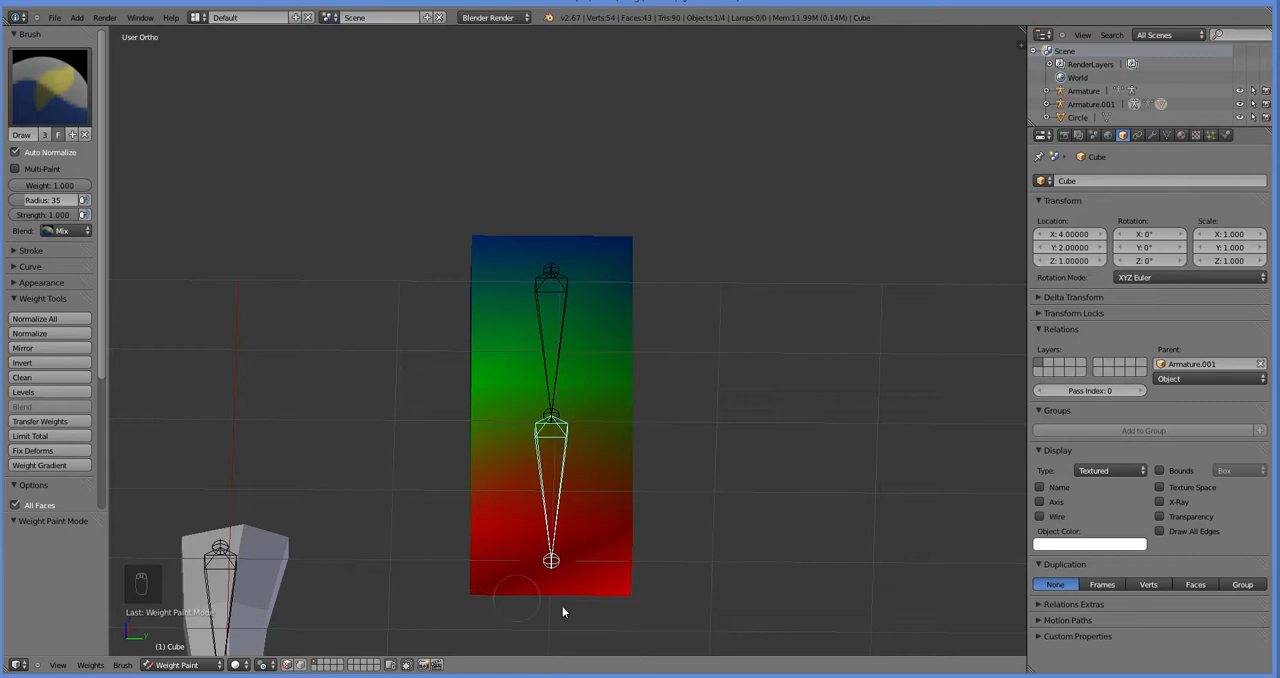 File Add Render Window Help Default Scene Blender Render v2.67 | Verts:54 | Faces:43 | Tris:90 | Objects:1/4 | Lamps:0/0 | Mem:11.99M (0.14M) | Cube
Brush
User Ortho
View Search All Scenes
Scene
RenderLayers
World
Armature
Armature.001
Circle
Draw 3 F
Auto Normalize
Multi-Paint
Weight: 1.000
Radius: 35
Strength: 1.000
Blend: Mix
Stroke
Curve
Appearance
Weight Tools
Normalize All
Normalize
Mirror
Invert
Clean
Levels
Blend
Transfer Weights
Limit Total
Fix Deforms
Weight Gradient
Options
All Faces
Weight Paint Mode
Last: Weight Paint Mode
y
(1) Cube
View Weights Brush Weight Paint
Cube
Cube
Transform
Location: Rotation: Scale:
X: 4.00000 X: 0° X: 1.000
Y: 2.00000 Y: 0° Y: 1.000
Z: 1.00000 Z: 0° Z: 1.000
Rotation Mode: XYZ Euler
Delta Transform
Transform Locks
Relations
Layers: Parent:
Armature.001
Object
Pass Index: 0
Groups
Add to Group
Display
Type: Textured Bounds Box
Name Texture Space
Axis X-Ray
Wire Transparency
Object Color: Draw All Edges
Duplication
None Frames Verts Faces Group
Relations Extras
Motion Paths
Custom Properties